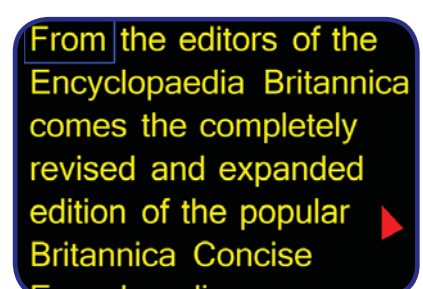 From the editors of the
Encyclopaedia Britannica
comes the completely
revised and expanded
edition of the popular
Britannica Concise